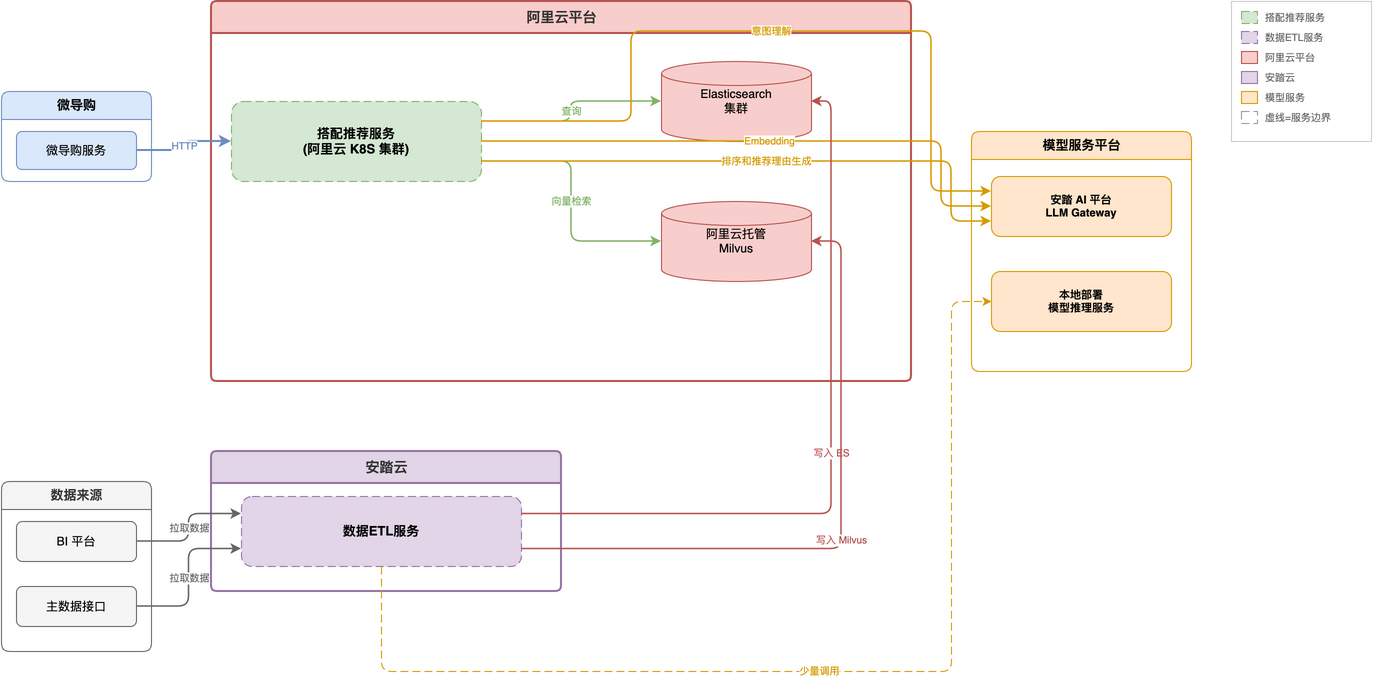 阿里云平台
意图理解
搭配推荐服务
数据ETL服务
阿里云平台
安踏云
模型服务
虚线=服务边界
微导购
微导购服务
HTTP
搭配推荐服务
(阿里云 K8S 集群)
查询
Elasticsearch
集群
Embedding
排序和推荐理由生成
向量检索
阿里云托管
Milvus
模型服务平台
安踏 AI 平台
LLM Gateway
本地部署
模型推理服务
写入 ES
安踏云
数据ETL服务
写入 Milvus
数据来源
BI 平台
拉取数据
拉取数据
主数据接口
少量调用